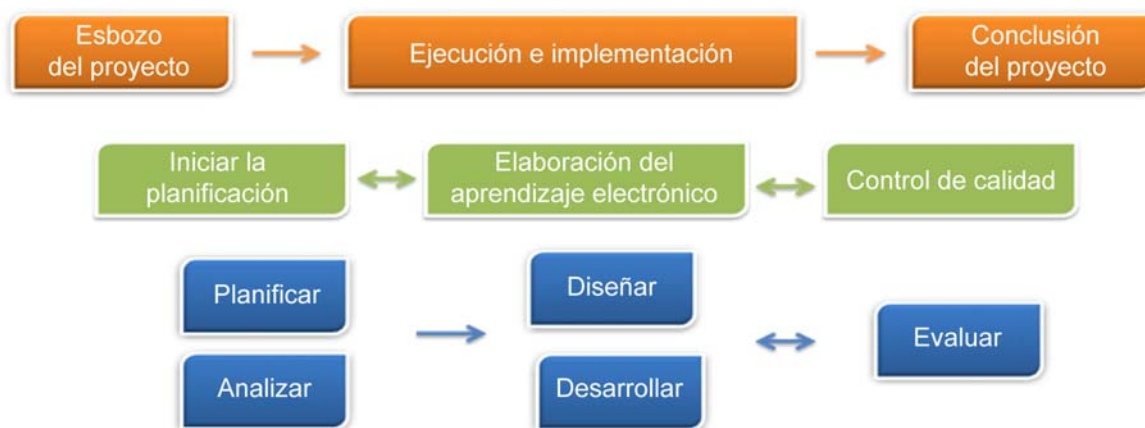 Esbozo
del proyecto
Ejecución e implementación
Conclusión
del proyecto
Iniciar la
planificación
Elaboración del
aprendizaje electrónico
Control de calidad
Planificar
Diseñar
Evaluar
Analizar
Desarrollar